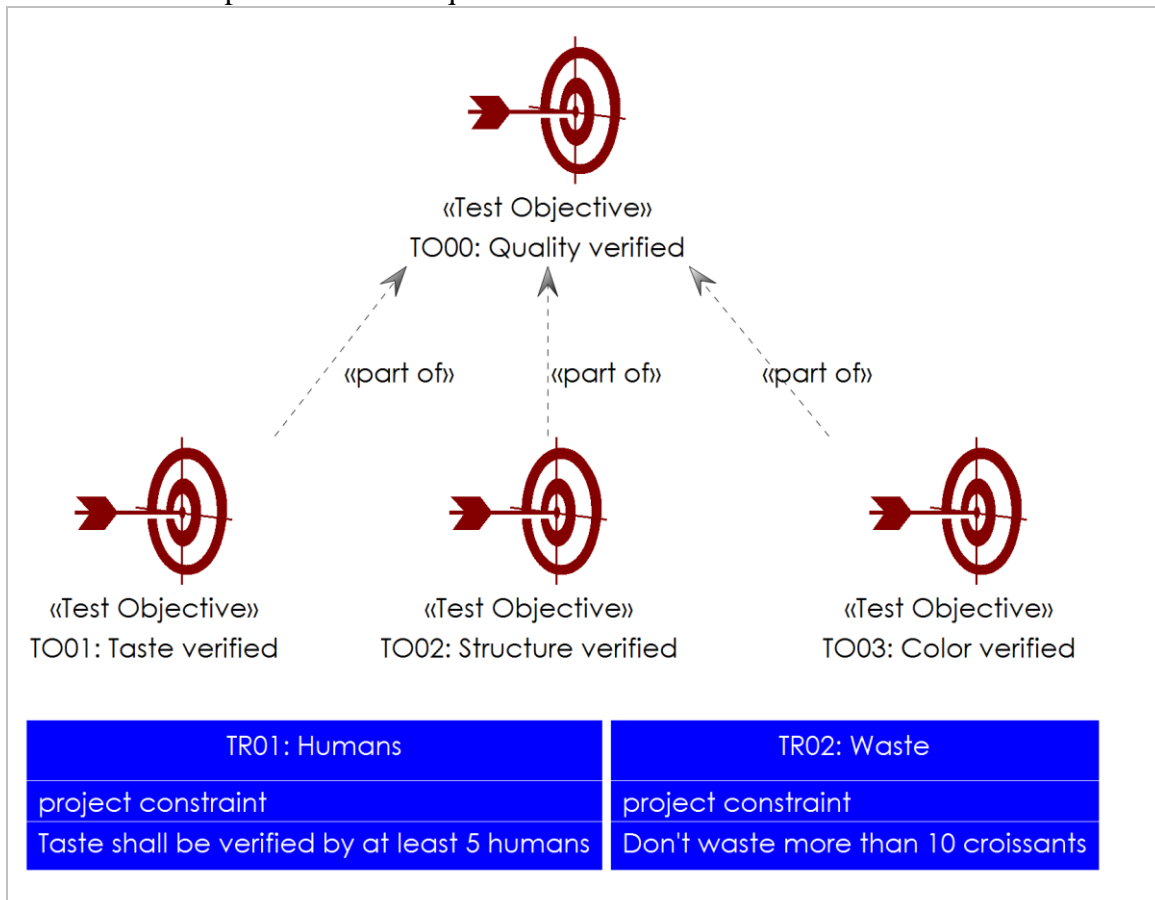 «Test Objective»
TO00: Quality verified
«part of» «part of» «part of»
«Test Objective» «Test Objective» «Test Objective»
TO01: Taste verified TO02: Structure verified TO03: Color verified
TR01: Humans
project constraint
Taste shall be verified by at least 5 humans
TR02: Waste
project constraint
Don't waste more than 10 croissants